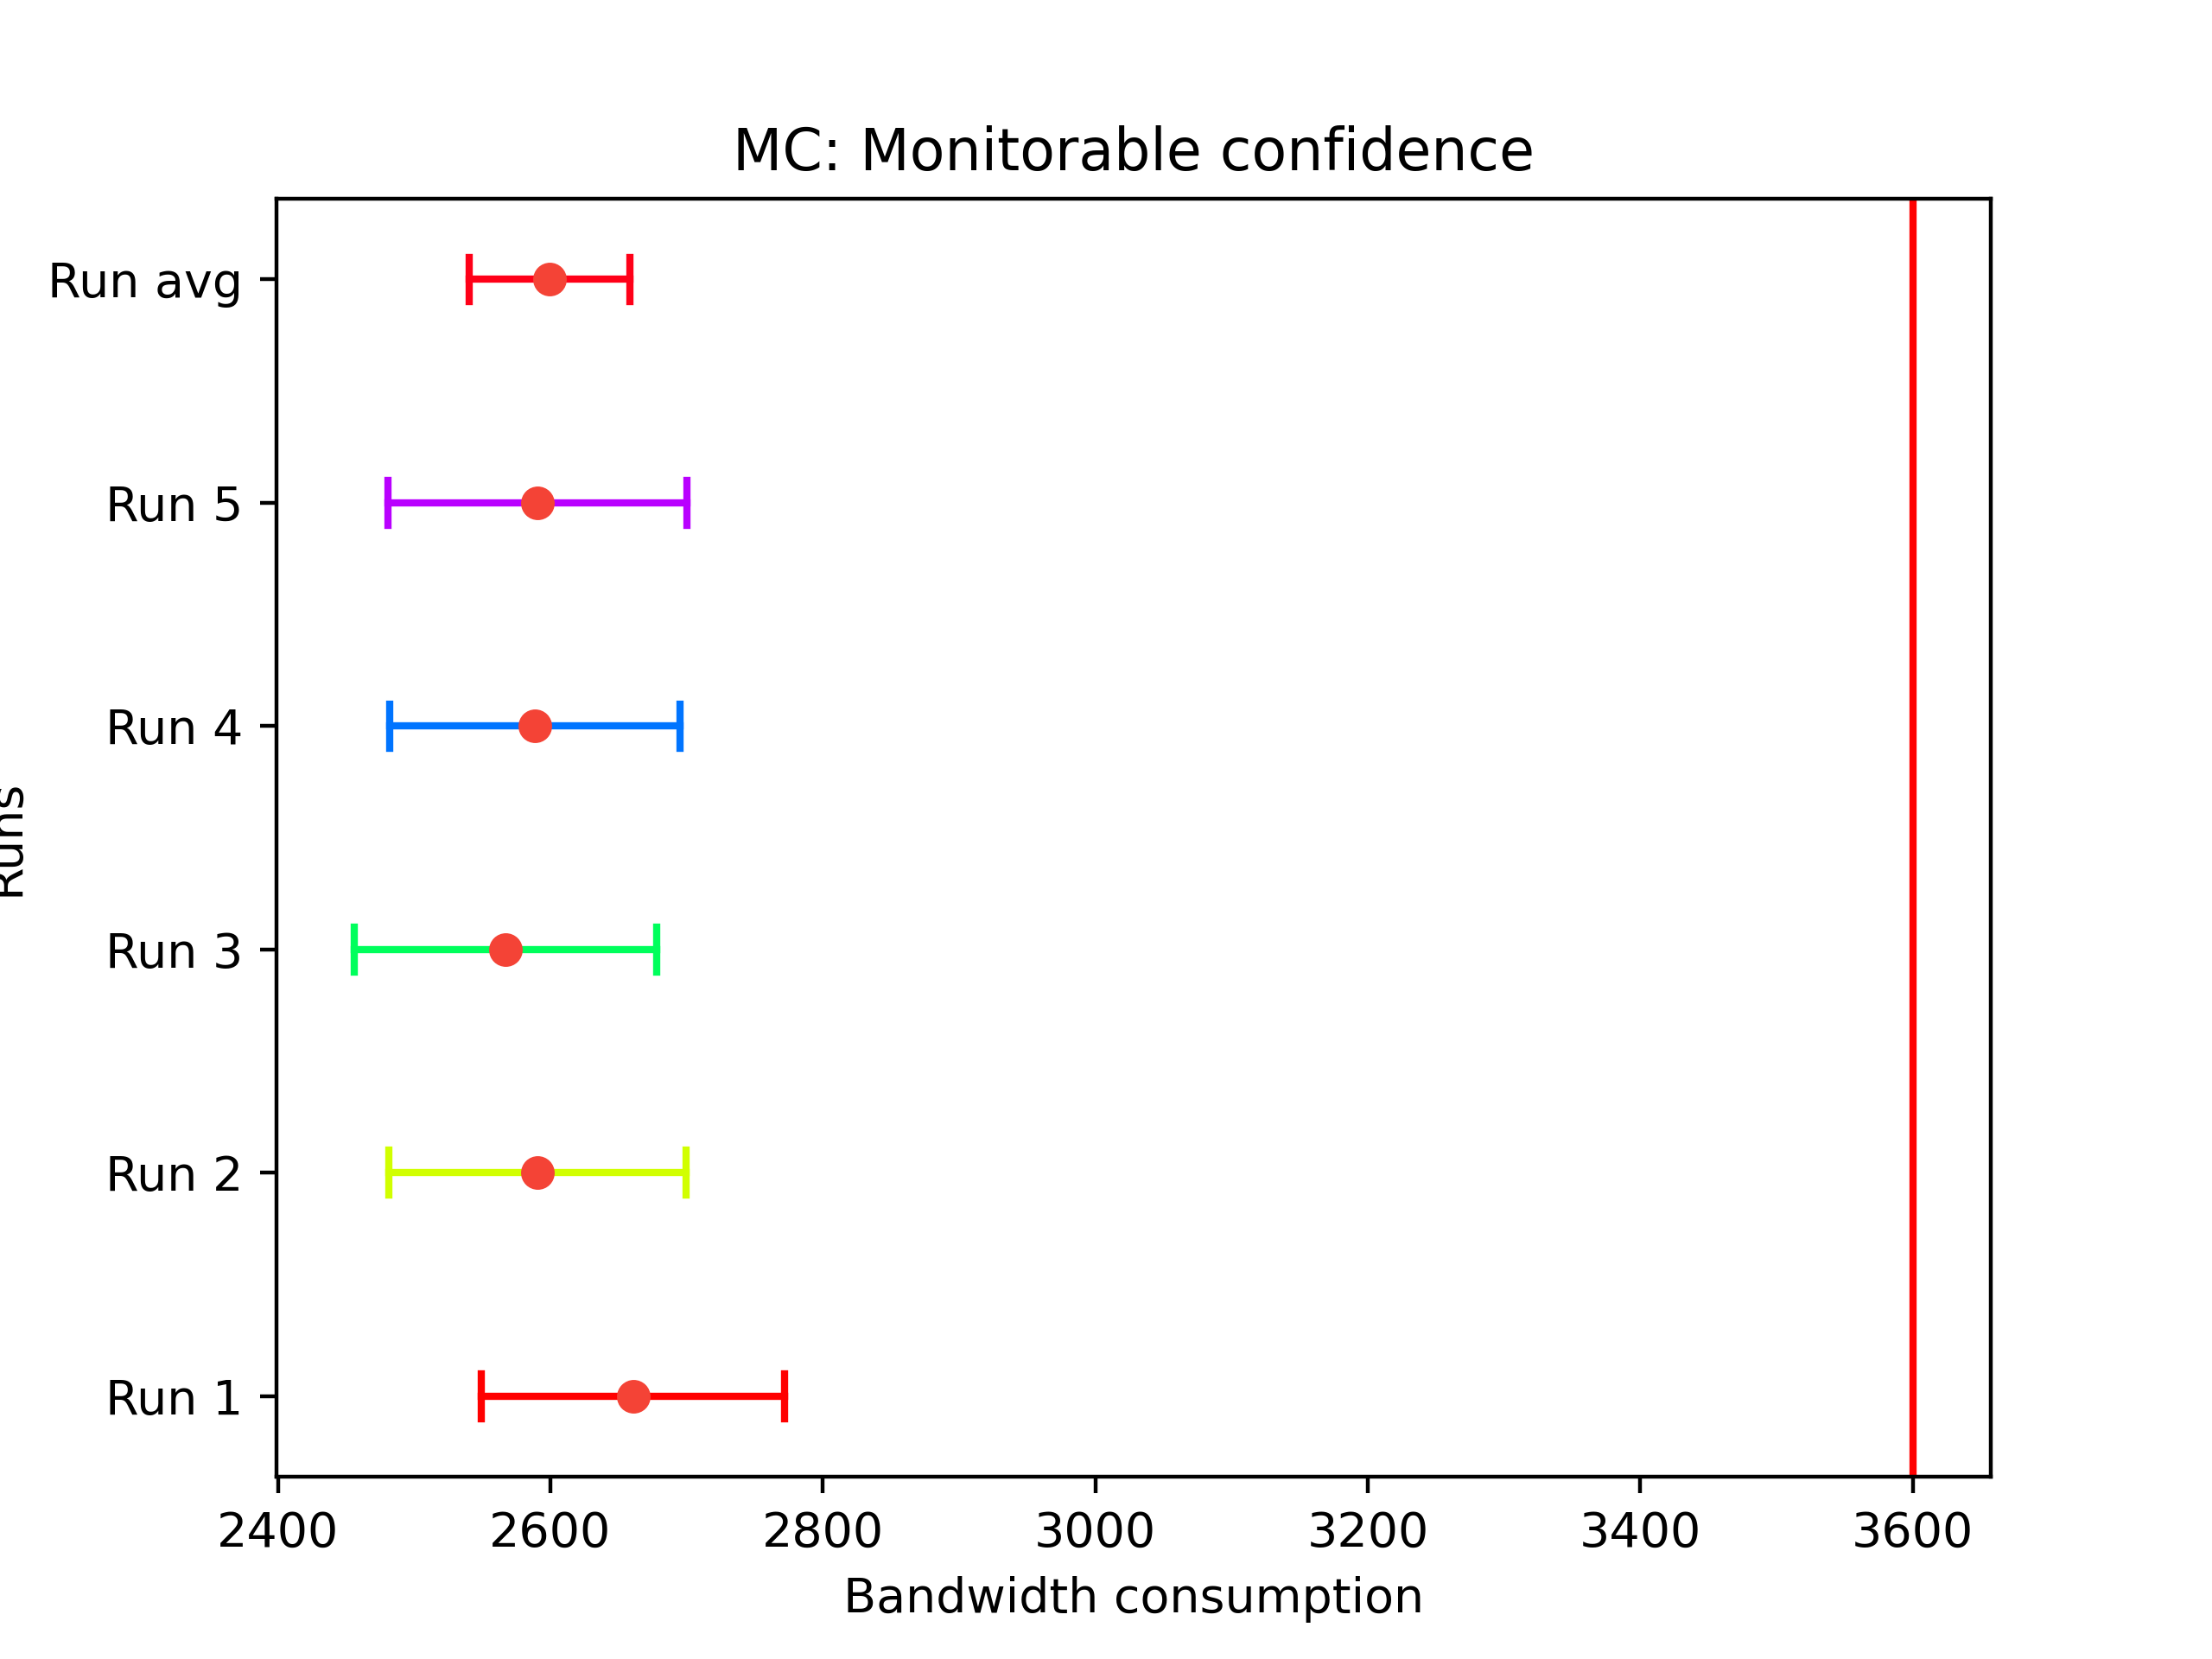 MC: Monitorable confidence
Run avg
Run 5
Run 4
Runs
Run 3
Run 2
Run 1
2400 2600 2800 3000 3200 3400 3600
Bandwidth consumption